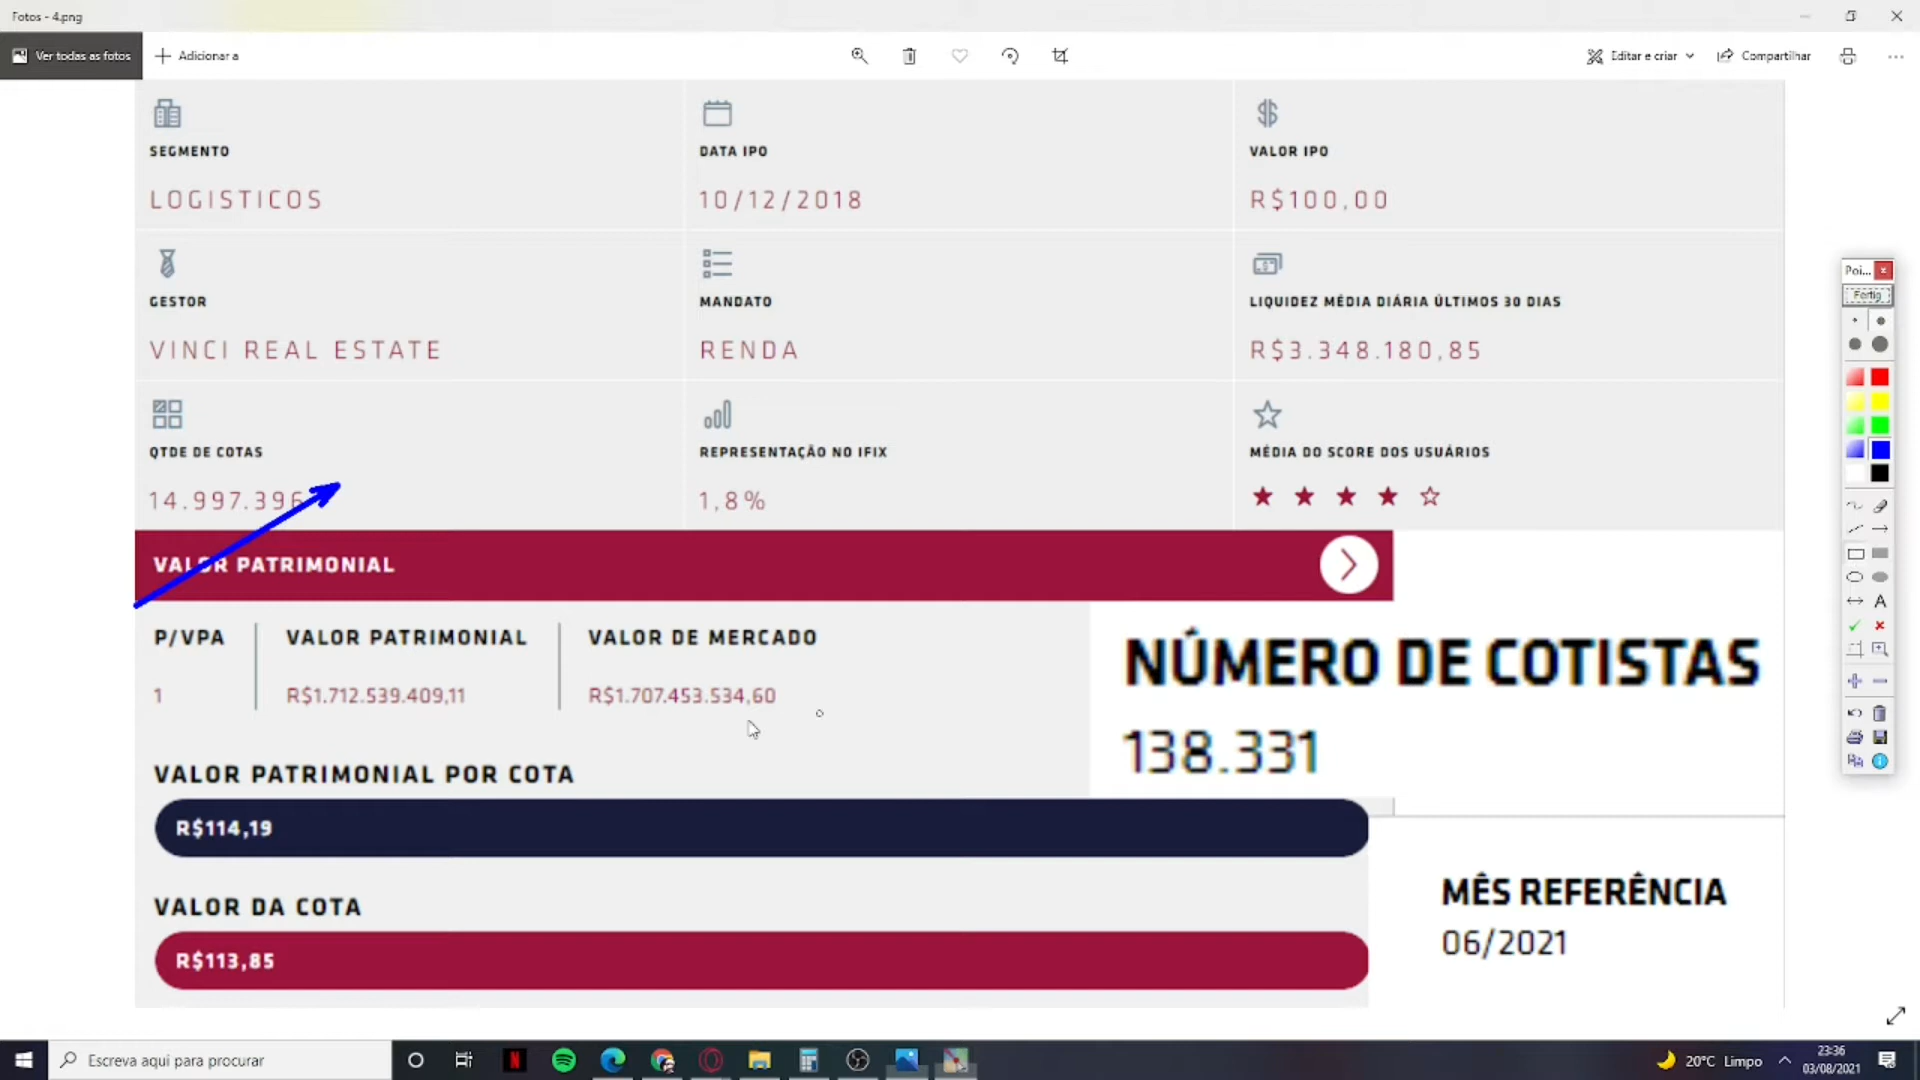 Fotos - 4.png
Ver todas as fotos
Adicionar a
Editar e criar
Compartilhar
SEGMENTO
LOGISTICOS
DATA IPO
10/12/2018
VALOR IPO
R$100,00
GESTOR
VINCI REAL ESTATE
MANDATO
RENDA
LIQUIDEZ MÉDIA DIÁRIA ÚLTIMOS 30 DIAS
R$3.348.180,85
QTDE DE COTAS
14.997.396
REPRESENTAÇÃO NO IFIX
1,8%
MÉDIA DO SCORE DOS USUÁRIOS
Poi...
Fertig
A
VALOR PATRIMONIAL
P/VPA
1
VALOR PATRIMONIAL
R$1.712.539.409,11
VALOR DE MERCADO
R$1.707.453.534,60
NÚMERO DE COTISTAS
138.331
VALOR PATRIMONIAL POR COTA
R$114,19
VALOR DA COTA
R$113,85
MÊS REFERÊNCIA
06/2021
Escreva aqui para procurar
20°C Limpo
23:36
03/08/2021